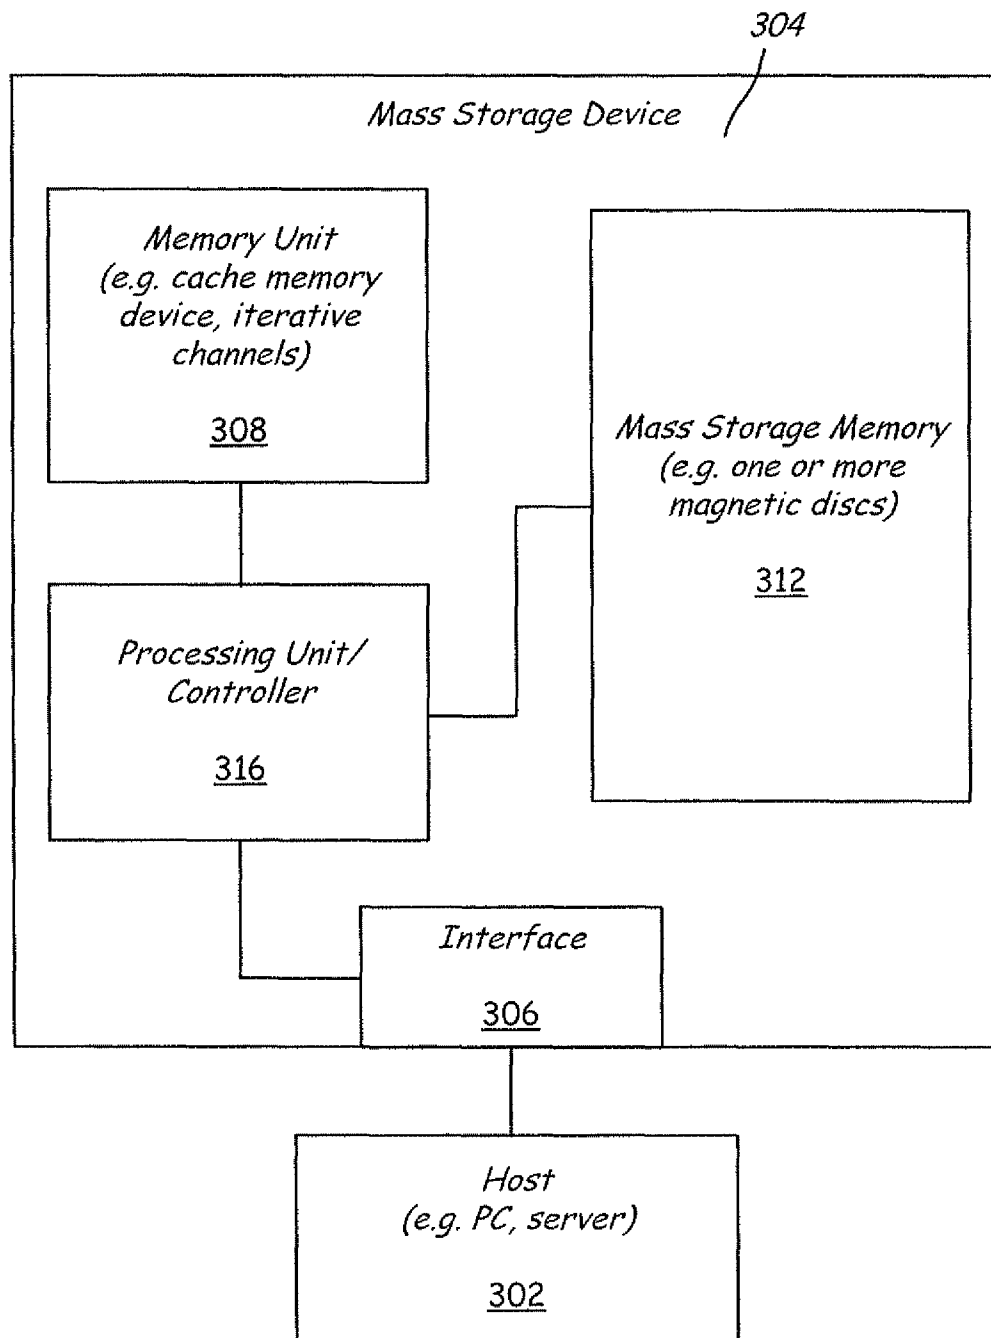 304
Mass Storage Device
Memory Unit
(e.g. cache memory
device, iterative
channels)
308
Mass Storage Memory
(e.g. one or more
magnetic discs)
312
Processing Unit/
Controller
316
Interface
306
Host
(e.g. PC, server)
302